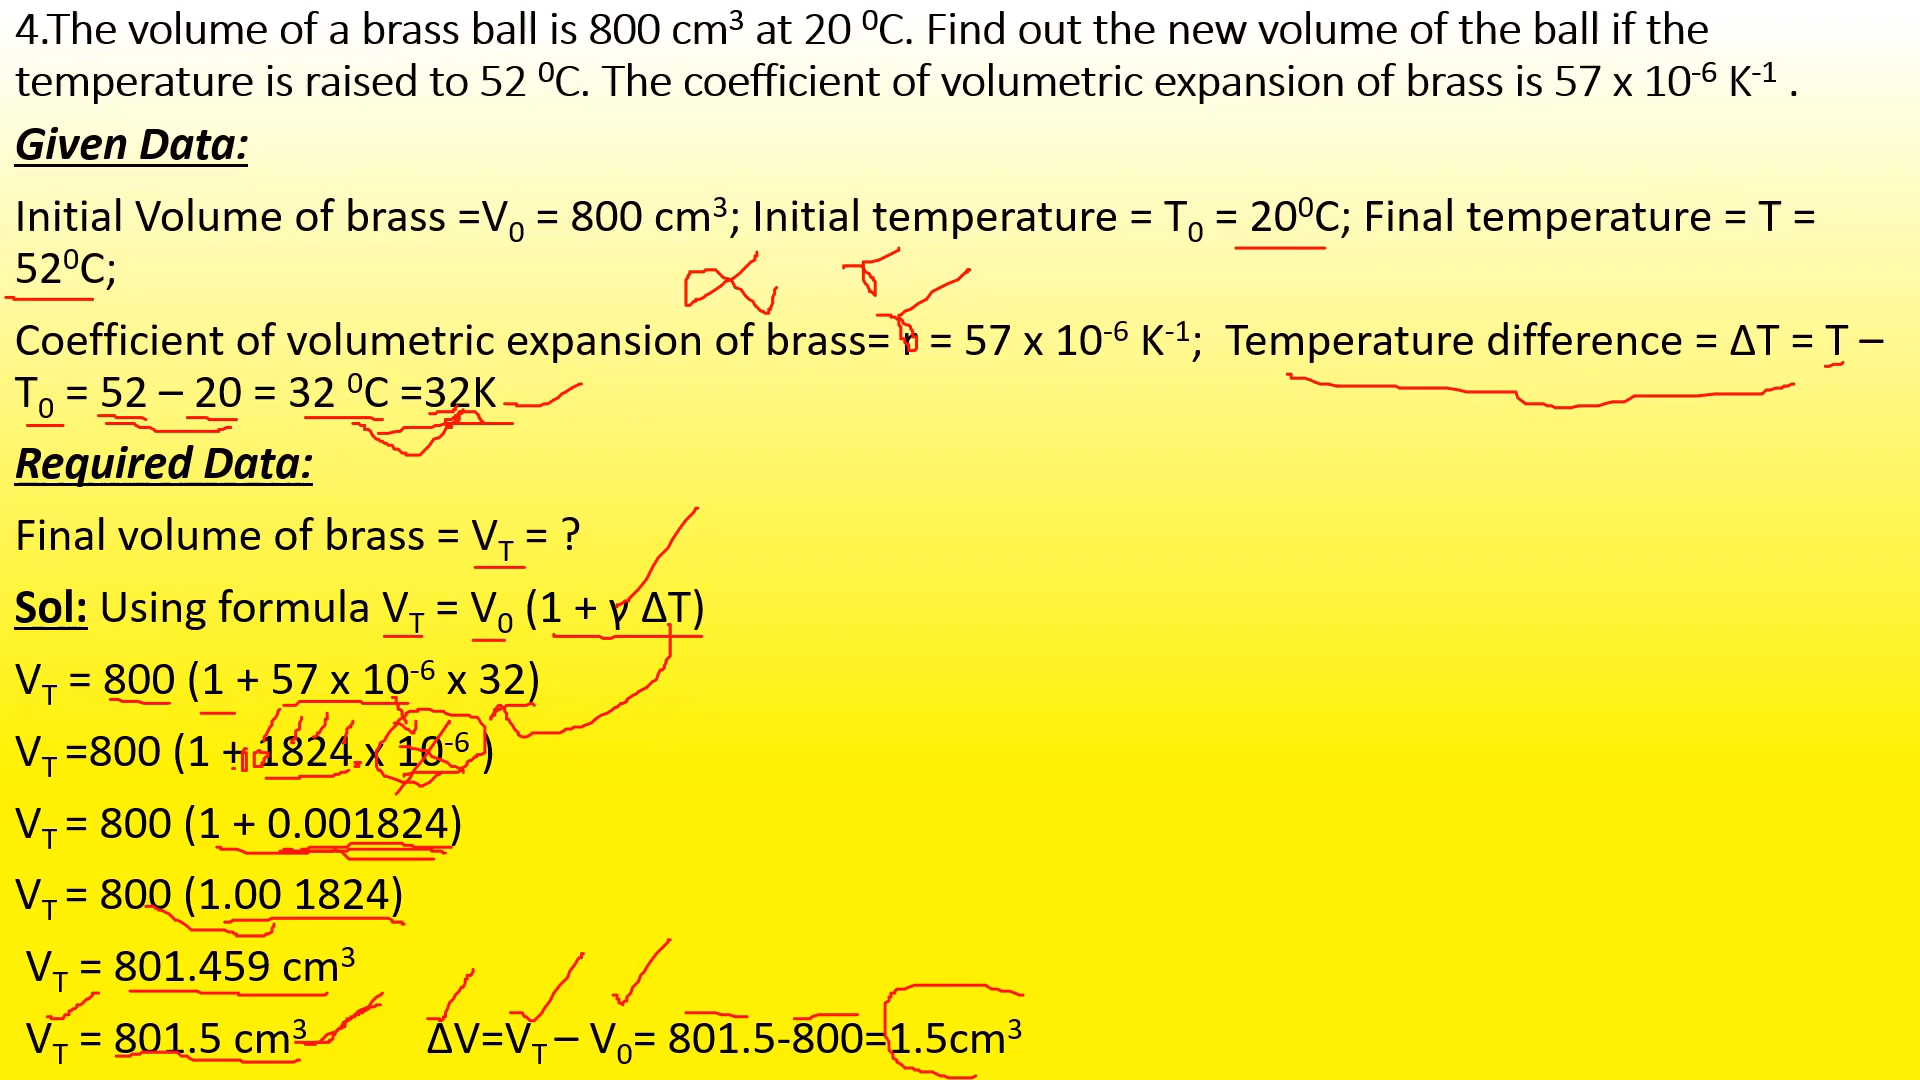 4.The volume of a brass ball is 800 cm³ at 20 ⁰C. Find out the new volume of the ball if the
temperature is raised to 52 ⁰C. The coefficient of volumetric expansion of brass is 57 x 10⁻⁶ K⁻¹ .
Given Data:
Initial Volume of brass =V₀ = 800 cm³; Initial temperature = T₀ = 20⁰C; Final temperature = T =
52⁰C;
Coefficient of volumetric expansion of brass= = 57 x 10⁻⁶ K⁻¹; Temperature difference = ΔT = T –
T₀ = 52 – 20 = 32 ⁰C =32K
Required Data:
Final volume of brass = V_T = ?
Sol: Using formula V_T = V₀ (1 + γ ΔT)
V_T = 800 (1 + 57 x 10⁻⁶ x 32)
V_T =800 (1 + 1824 x 10⁻⁶ )
V_T = 800 (1 + 0.001824)
V_T = 800 (1.00 1824)
V_T = 801.459 cm³
V_T = 801.5 cm³ ΔV=V_T – V₀= 801.5-800=1.5cm³